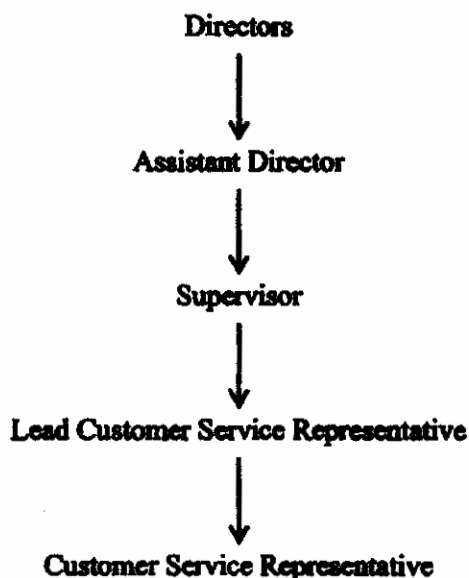 Directors
Assistant Director
Supervisor
Lead Customer Service Representative
Customer Service Representative